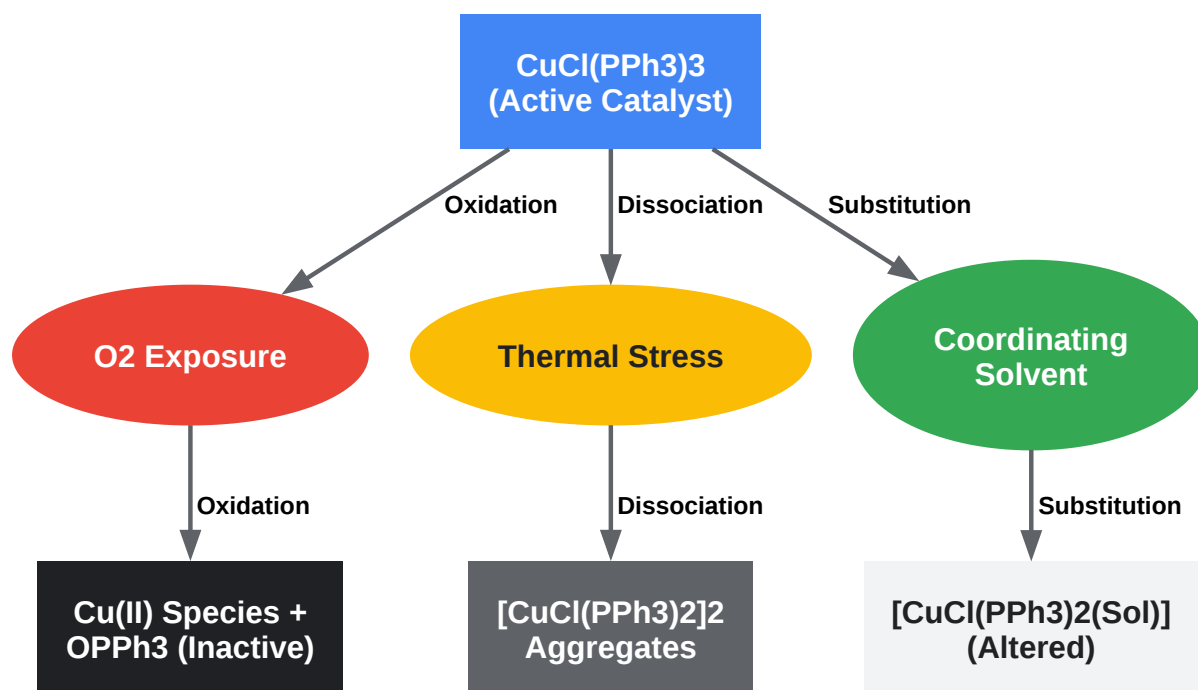 CuCl(PPh3)3
(Active Catalyst)
Oxidation
Dissociation
Substitution
O2 Exposure
Thermal Stress
Coordinating
Solvent
Oxidation
Dissociation
Substitution
Cu(II) Species +
OPPh3 (Inactive)
[CuCl(PPh3)2]2
Aggregates
[CuCl(PPh3)2(Sol)]
(Altered)